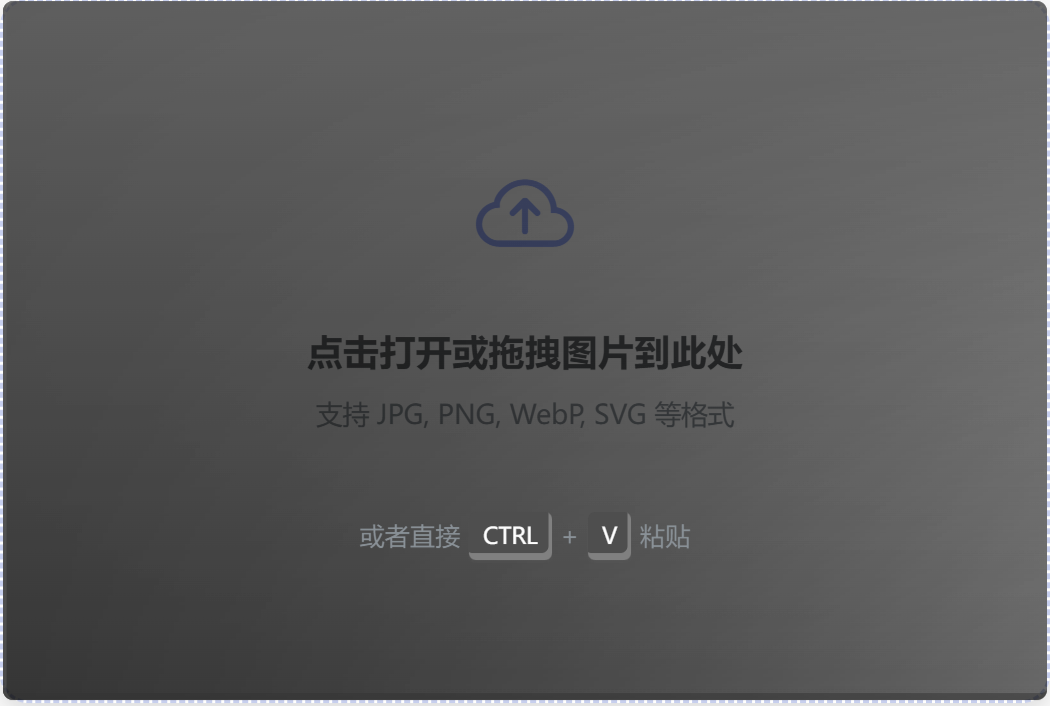 点击打开或拖拽图片到此处
支持 JPG, PNG, WebP, SVG 等格式
或者直接 CTRL + V 粘贴